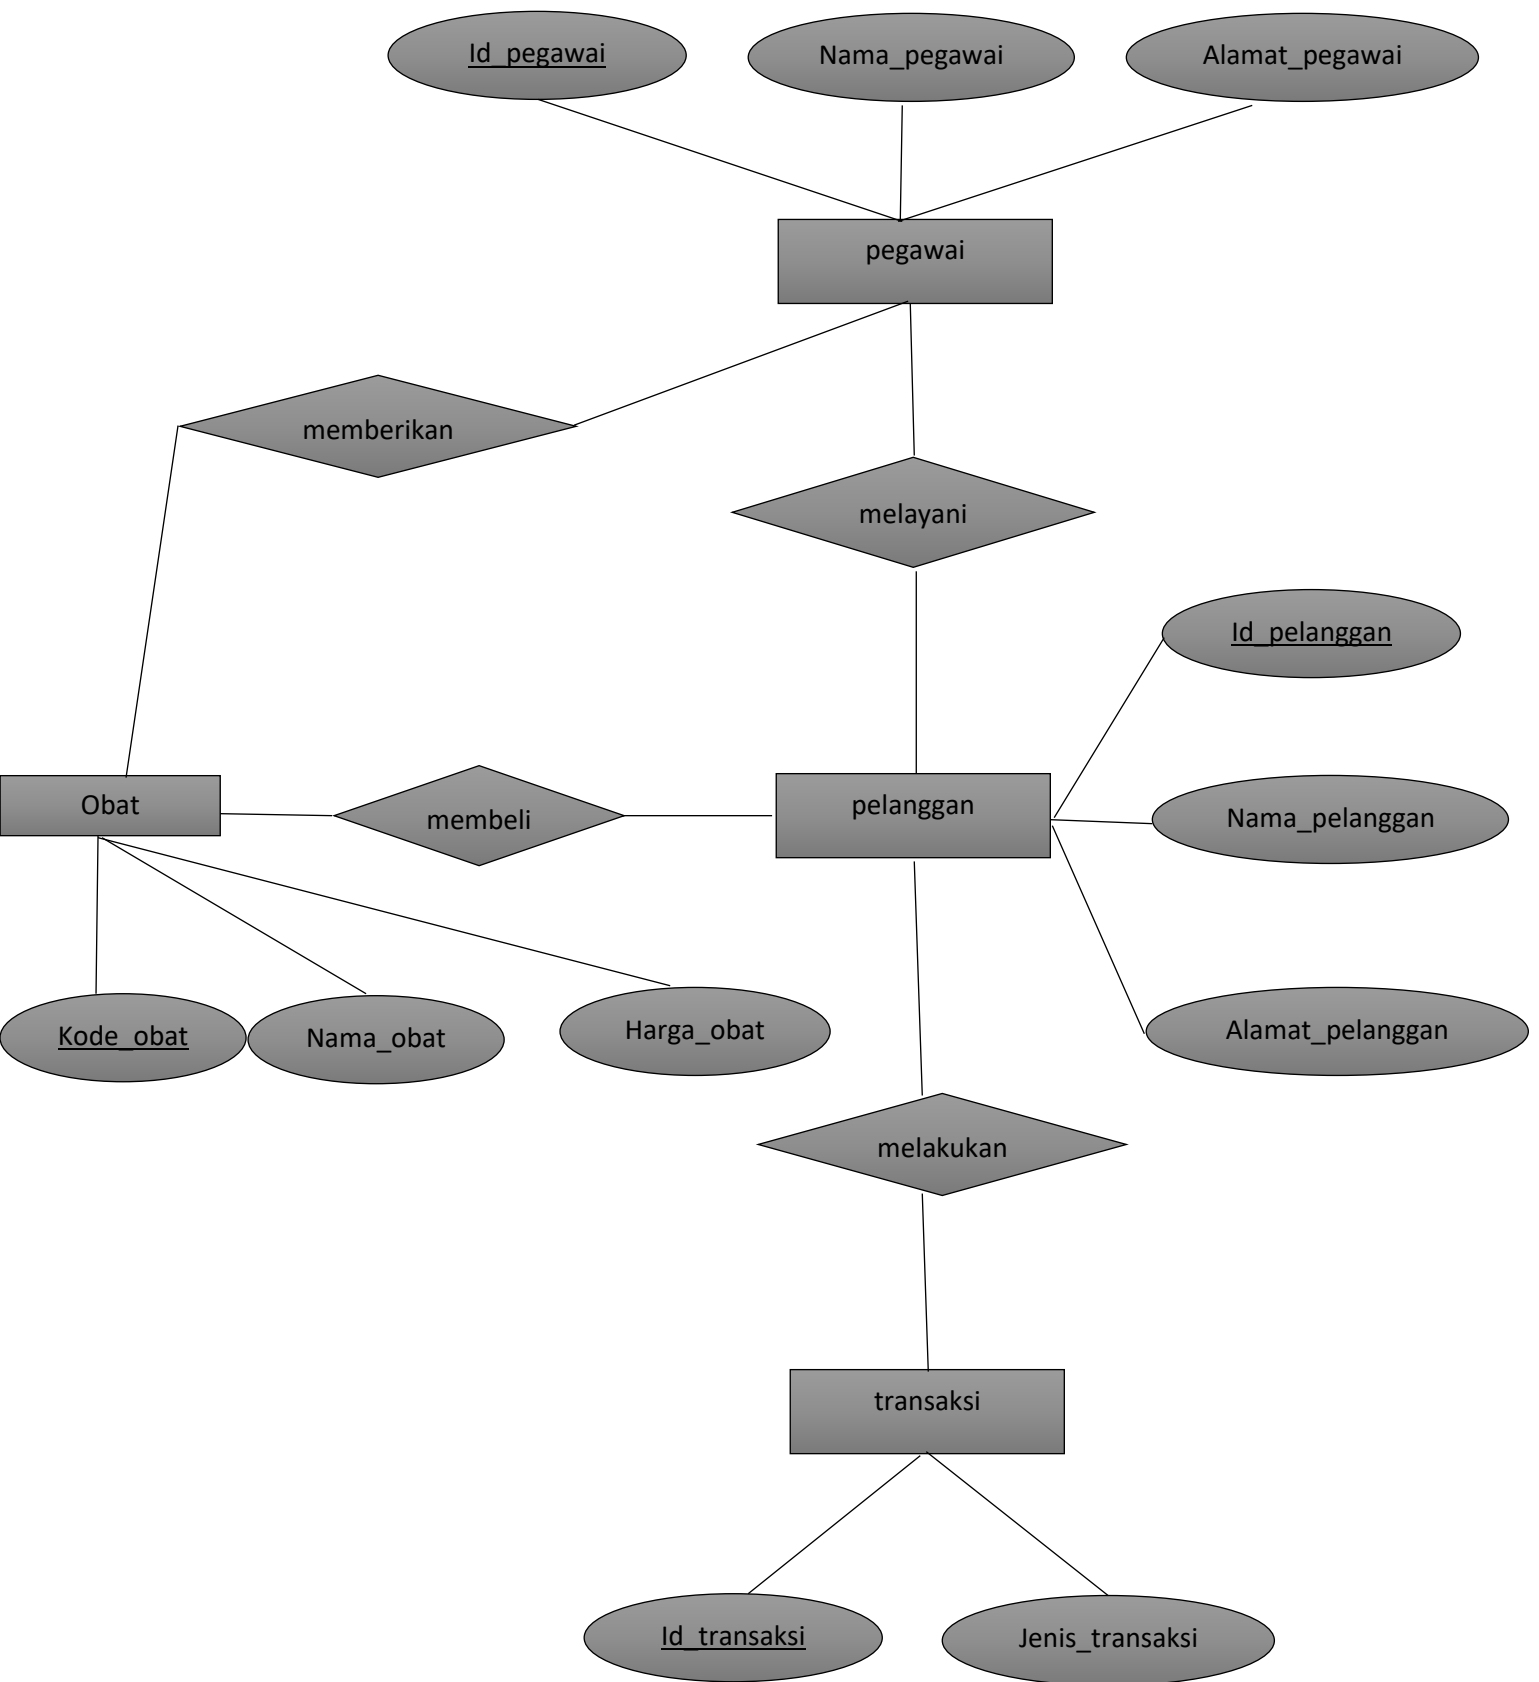 Id_pegawai
Nama_pegawai
Alamat_pegawai
pegawai
memberikan
melayani
Id_pelanggan
Obat
membeli
pelanggan
Nama_pelanggan
Kode_obat
Nama_obat
Harga_obat
Alamat_pelanggan
melakukan
transaksi
Id_transaksi
Jenis_transaksi